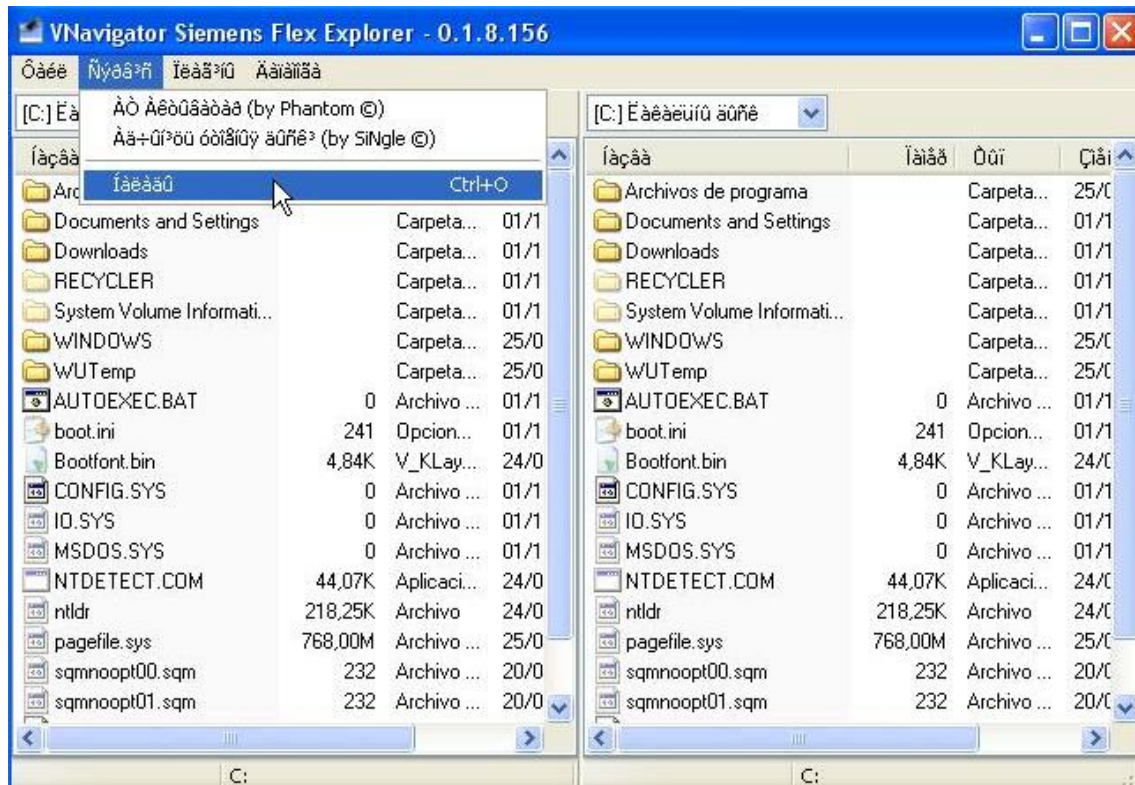 VNavigator Siemens Flex Explorer - 0.1.8.156
Ôàéë Ñýðâ³ñ Ïëàã³íû Äàïàìîãà
[C:] Ëà
ÀÒ Àêòûâàòàð (by Phantom ©)
Àä÷ûí³öü óòîåíûÿ äûñê³ (by SiNgle ©)
Íàëàäû Ctrl+O
[C:] Ëàêàëüíû äûñê
Íàçâà
Arc
Documents and Settings Carpeta... 01/1
Downloads Carpeta... 01/1
RECYCLER Carpeta... 01/1
System Volume Informati... Carpeta... 01/1
WINDOWS Carpeta... 25/0
WUTemp Carpeta... 25/0
AUTOEXEC.BAT 0 Archivo ... 01/1
boot.ini 241 Opcion... 01/1
Bootfont.bin 4,84K V_KLay... 24/0
CONFIG.SYS 0 Archivo ... 01/1
IO.SYS 0 Archivo ... 01/1
MSDOS.SYS 0 Archivo ... 01/1
NTDETECT.COM 44,07K Aplicaci... 24/0
ntldr 218,25K Archivo 24/0
pagefile.sys 768,00M Archivo ... 25/0
sqmnoopt00.sqm 232 Archivo ... 20/0
sqmnoopt01.sqm 232 Archivo ... 20/0
C:
Íàçâà Ïàìåð Òûï Çìåí
Archivos de programa Carpeta... 25/0
Documents and Settings Carpeta... 01/1
Downloads Carpeta... 01/1
RECYCLER Carpeta... 01/1
System Volume Informati... Carpeta... 01/1
WINDOWS Carpeta... 25/0
WUTemp Carpeta... 25/0
AUTOEXEC.BAT 0 Archivo ... 01/1
boot.ini 241 Opcion... 01/1
Bootfont.bin 4,84K V_KLay... 24/0
CONFIG.SYS 0 Archivo ... 01/1
IO.SYS 0 Archivo ... 01/1
MSDOS.SYS 0 Archivo ... 01/1
NTDETECT.COM 44,07K Aplicaci... 24/0
ntldr 218,25K Archivo 24/0
pagefile.sys 768,00M Archivo ... 25/0
sqmnoopt00.sqm 232 Archivo ... 20/0
sqmnoopt01.sqm 232 Archivo ... 20/0
C: